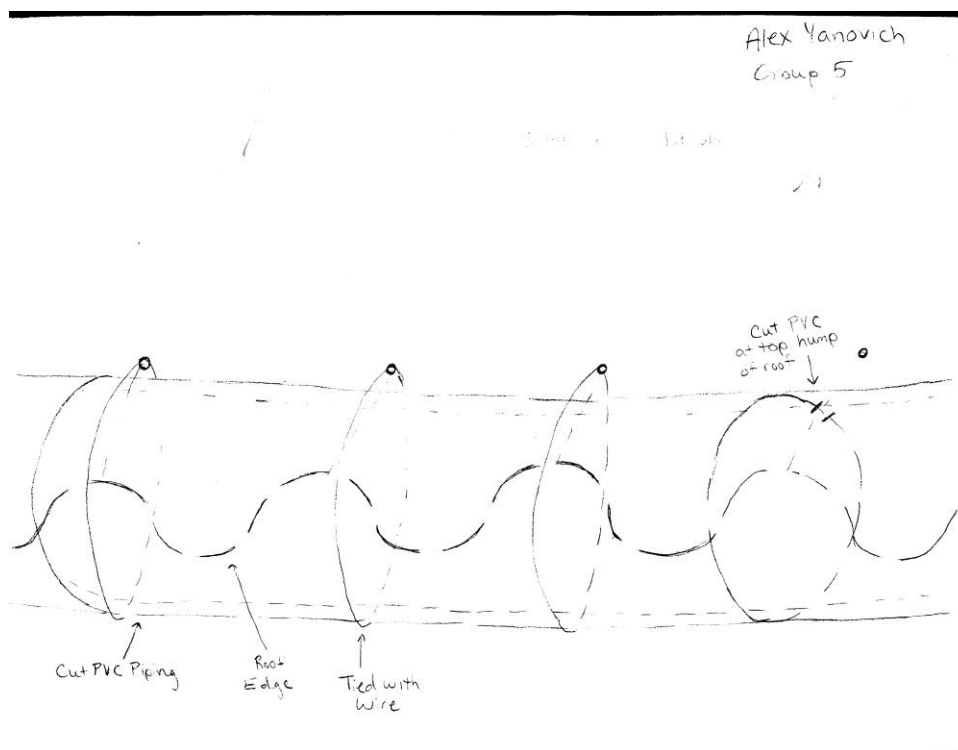 Alex Yanovich
Group 5
Cut PVC
at top hump
of roof
Cut PVC Piping
Roof
Edge
Tied with
Wire